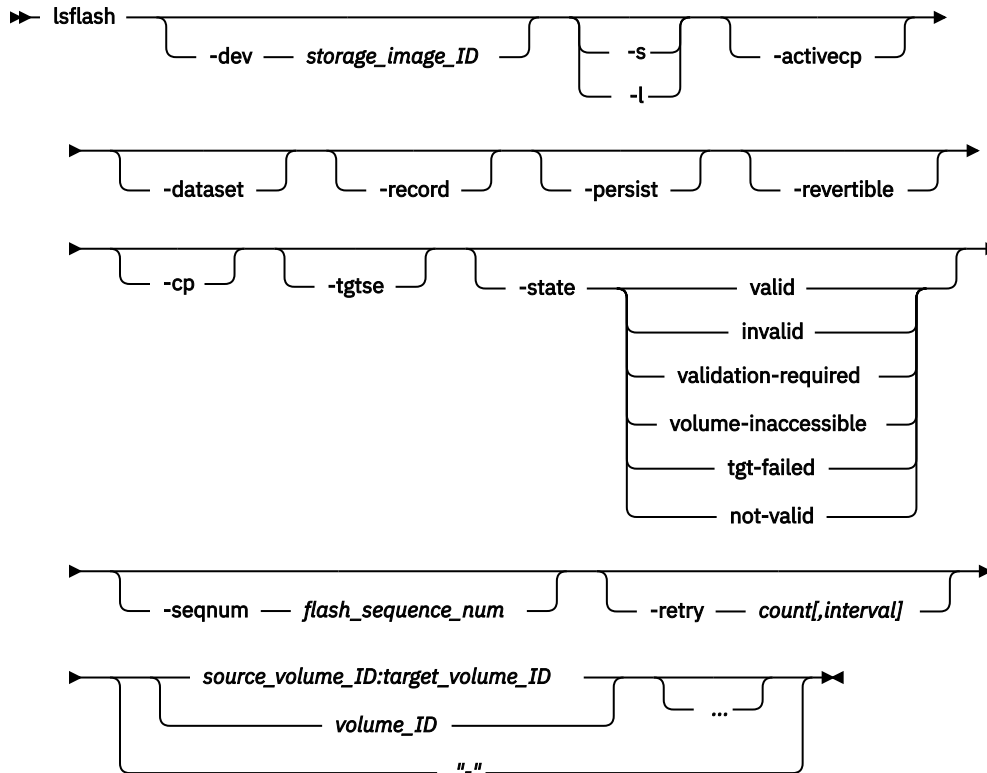 lsflash
-dev storage_image_ID -s -activecp
-l
-dataset -record -persist -revertible
-cp -tgtse -state valid
invalid
validation-required
volume-inaccessible
tgt-failed
not-valid
-seqnum flash_sequence_num -retry count[,interval]
source_volume_ID:target_volume_ID
volume_ID ...
"-"